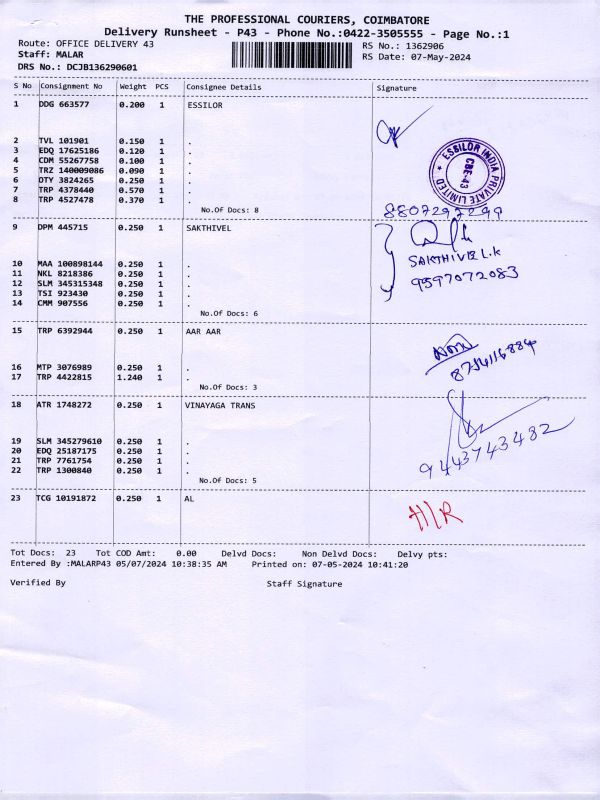 THE PROFESSIONAL COURIERS, COIMBATORE
Delivery Runsheet - P43 - Phone No.:0422-3505555 - Page No.:1
Route: OFFICE DELIVERY 43
RS No.: 1362906
Staff: MALAR
RS Date: 07-May-2024
DRS No.: DCJB136290601
S No Consignment No Weight PCS Consignee Details Signature
1 DDG 663577 0.200 1 ESSILOR
2 TVL 101901 0.150 1 .
3 EDQ 17625186 0.120 1 .
4 CDM 55267758 0.100 1 .
5 TRZ 140009086 0.090 1 .
6 DTY 3824265 0.250 1 .
7 TRP 4378440 0.570 1 .
8 TRP 4527478 0.370 1 .
ESSILOR INDIA PRIVATE LIMITED
CBE-43
No.Of Docs: 8
8807297299
9 DPM 445715 0.250 1 SAKTHIVEL
SAKTHIVEL.K
9597072083
10 MAA 100898144 0.250 1 .
11 NKL 8218386 0.250 1 .
12 SLM 345315348 0.250 1 .
13 TSI 923430 0.250 1 .
14 CMM 907556 0.250 1 .
No.Of Docs: 6
15 TRP 6392944 0.250 1 AAR AAR
16 MTP 3076989 0.250 1 .
17 TRP 4422815 1.240 1 .
No.Of Docs: 3
18 ATR 1748272 0.250 1 VINAYAGA TRANS
9443743482
19 SLM 345279610 0.250 1 .
20 EDQ 25187175 0.250 1 .
21 TRP 7761754 0.250 1 .
22 TRP 1300840 0.250 1 .
No.Of Docs: 5
23 TCG 10191872 0.250 1 AL
Tot Docs: 23 Tot COD Amt: 0.00 Delvd Docs: Non Delvd Docs: Delvy pts:
Entered By :MALARP43 05/07/2024 10:38:35 AM Printed on: 07-05-2024 10:41:20
Verified By Staff Signature